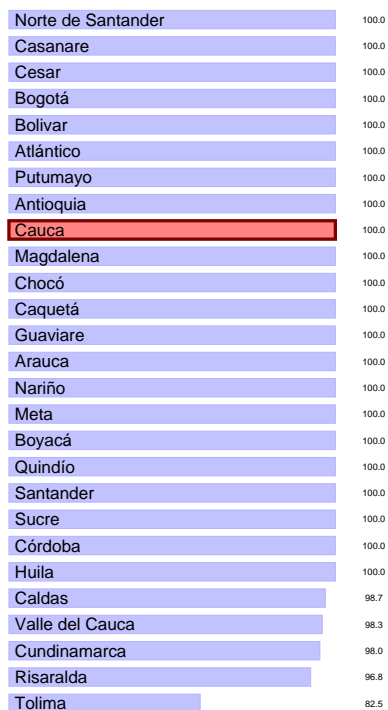 Norte de Santander 100.0
Casanare 100.0
Cesar 100.0
Bogotá 100.0
Bolivar 100.0
Atlántico 100.0
Putumayo 100.0
Antioquia 100.0
Cauca 100.0
Magdalena 100.0
Chocó 100.0
Caquetá 100.0
Guaviare 100.0
Arauca 100.0
Nariño 100.0
Meta 100.0
Boyacá 100.0
Quindío 100.0
Santander 100.0
Sucre 100.0
Córdoba 100.0
Huila 100.0
Caldas 98.7
Valle del Cauca 98.3
Cundinamarca 98.0
Risaralda 96.8
Tolima 82.5